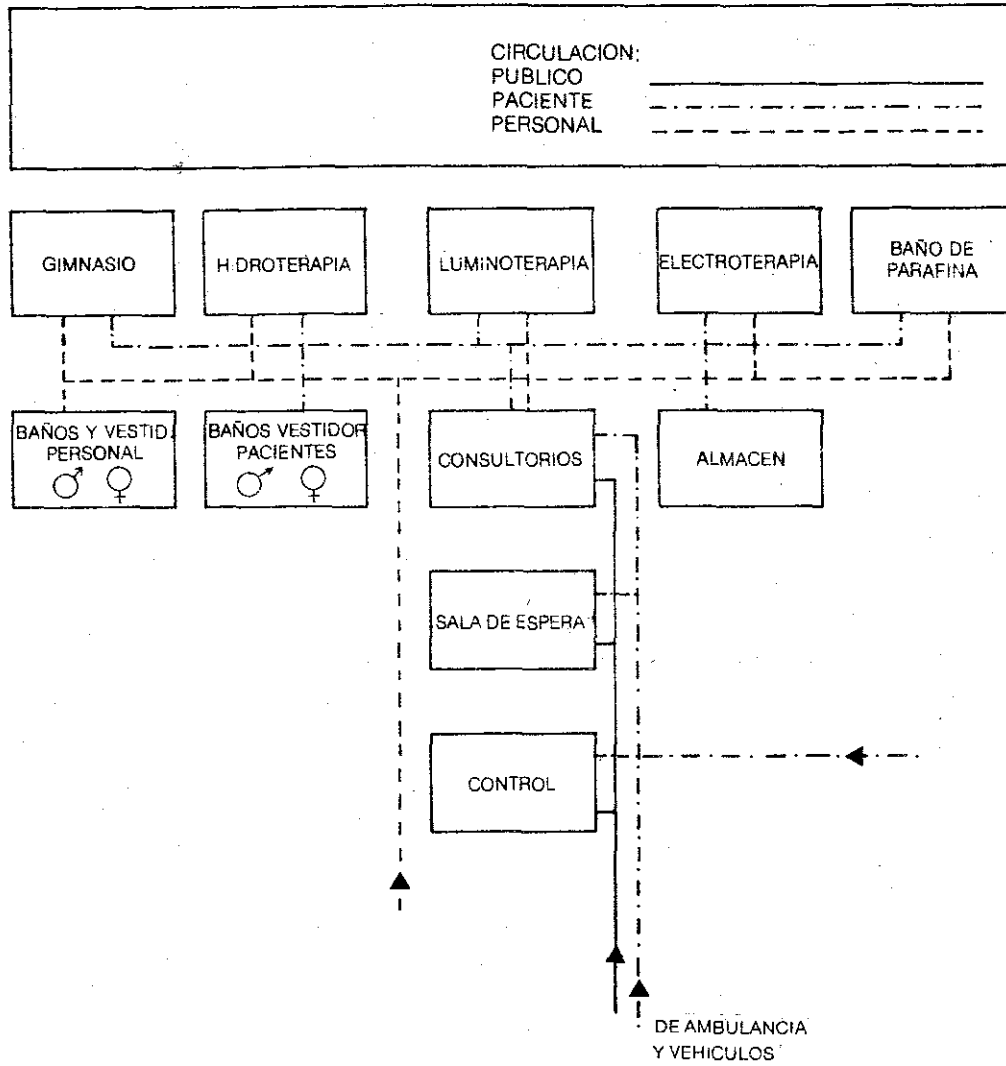 CIRCULACION:
PUBLICO
PACIENTE
PERSONAL
GIMNASIO
HIDROTERAPIA
LUMINOTERAPIA
ELECTROTERAPIA
BAÑO DE
PARAFINA
BAÑOS Y VESTID.
PERSONAL
♂ ♀
BAÑOS VESTIDOR
PACIENTES
♂ ♀
CONSULTORIOS
ALMACEN
SALA DE ESPERA
CONTROL
DE AMBULANCIA
Y VEHICULOS